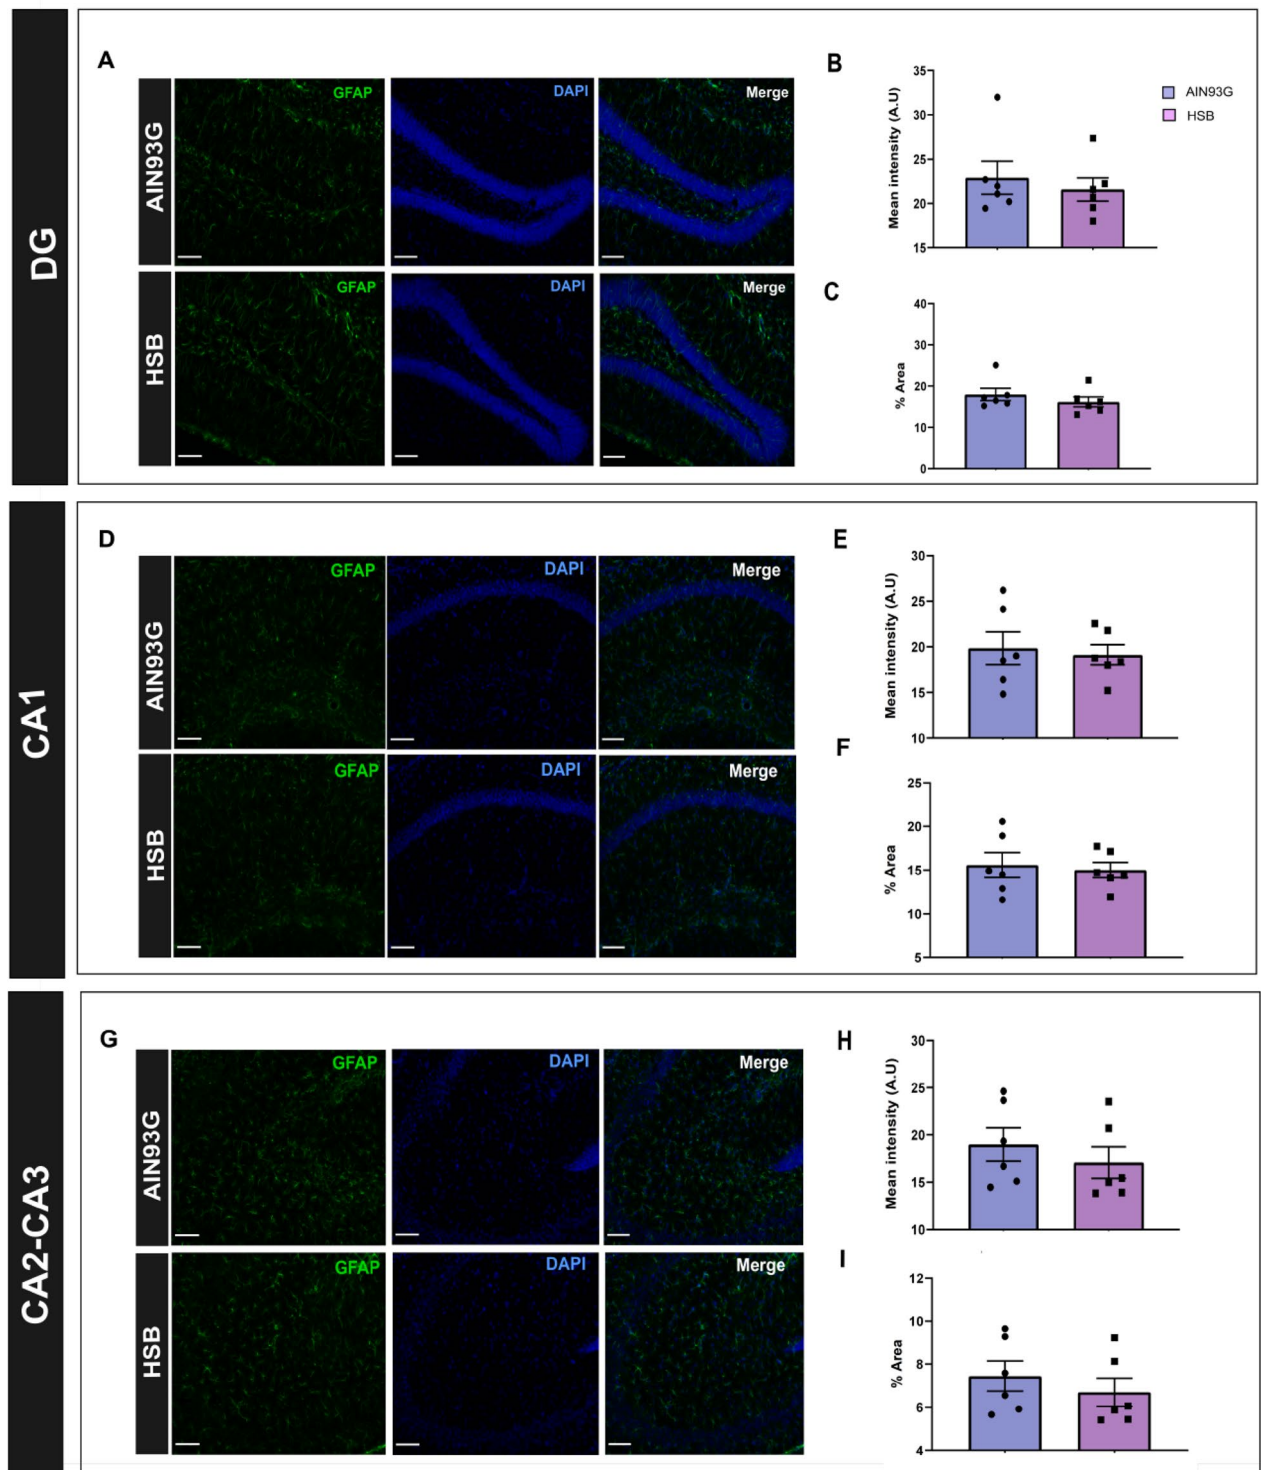 DG
A
AIN93G
GFAP
DAPI
Merge
HSB
GFAP
DAPI
Merge
B
Mean intensity (A.U)
35
30
25
20
15
AIN93G
HSB
C
% Area
40
30
20
10
0
CA1
D
AIN93G
GFAP
DAPI
Merge
HSB
GFAP
DAPI
Merge
E
Mean intensity (A.U)
30
25
20
15
10
F
% Area
25
20
15
10
5
CA2-CA3
G
AIN93G
GFAP
DAPI
Merge
HSB
GFAP
DAPI
Merge
H
Mean intensity (A.U)
30
25
20
15
10
I
% Area
12
10
8
6
4